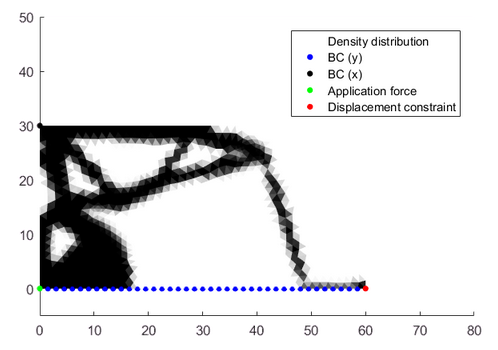 50
40
30
20
10
0
0 10 20 30 40 50 60 70 80
Density distribution
BC (y)
BC (x)
Application force
Displacement constraint